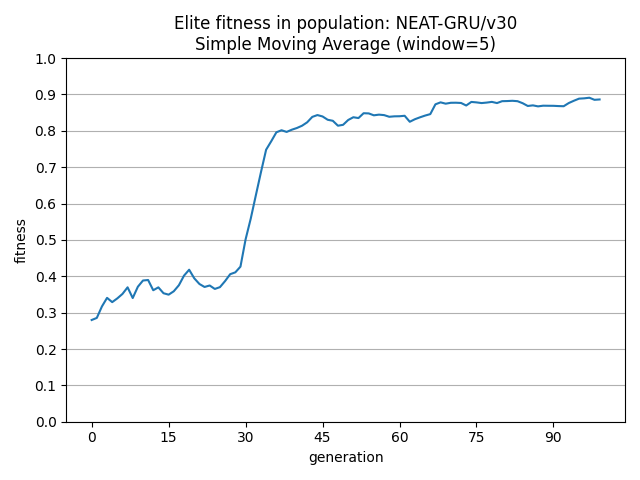 Elite fitness in population: NEAT-GRU/v30
Simple Moving Average (window=5)
1.0
0.9
0.8
0.7
0.6
0.5
0.4
0.3
0.2
0.1
0.0
fitness
0 15 30 45 60 75 90
generation